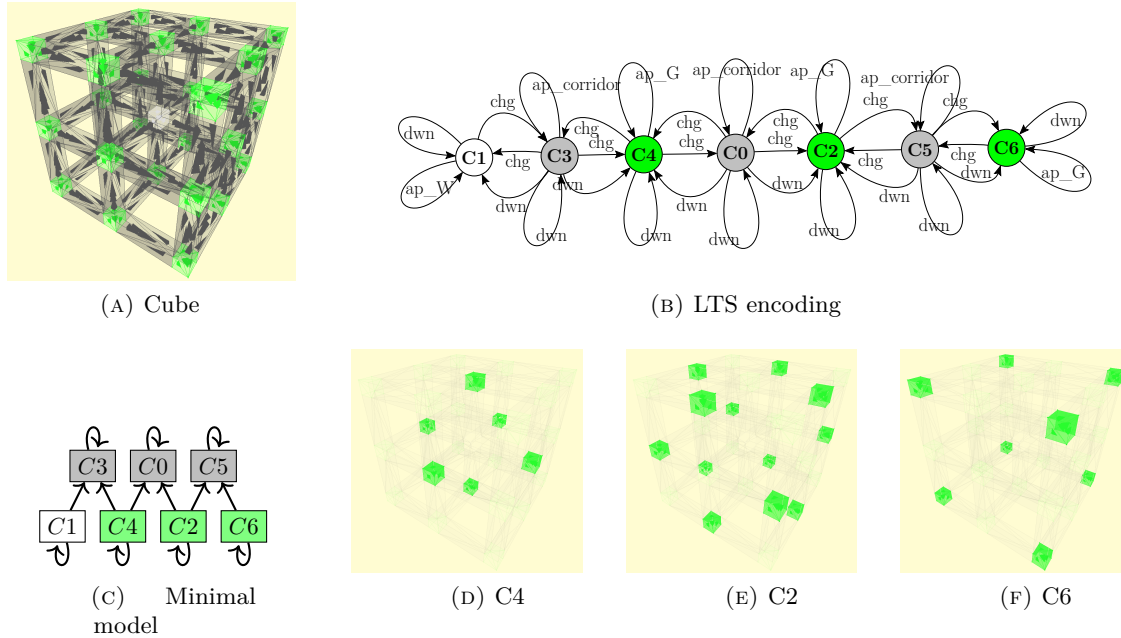 ap_corridor ap_G ap_corridor ap_G ap_corridor
chg chg chg chg chg chg
dwn dwn
C1 C3 C4 C0 C2 C5 C6
chg chg chg chg chg chg
ap_W dwn dwn dwn dwn dwn dwn ap_G
dwn dwn dwn dwn dwn
(A) Cube
(B) LTS encoding
C3 C0 C5
C1 C4 C2 C6
(C) Minimal
model
(D) C4
(E) C2
(F) C6